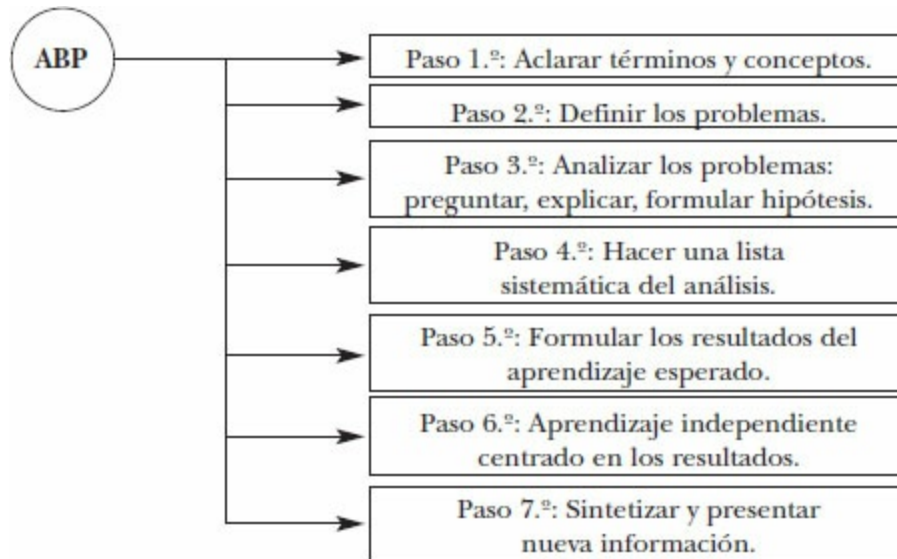 ABP
Paso 1.º: Aclarar términos y conceptos.
Paso 2.º: Definir los problemas.
Paso 3.º: Analizar los problemas:
preguntar, explicar, formular hipótesis.
Paso 4.º: Hacer una lista
sistemática del análisis.
Paso 5.º: Formular los resultados del
aprendizaje esperado.
Paso 6.º: Aprendizaje independiente
centrado en los resultados.
Paso 7.º: Sintetizar y presentar
nueva información.